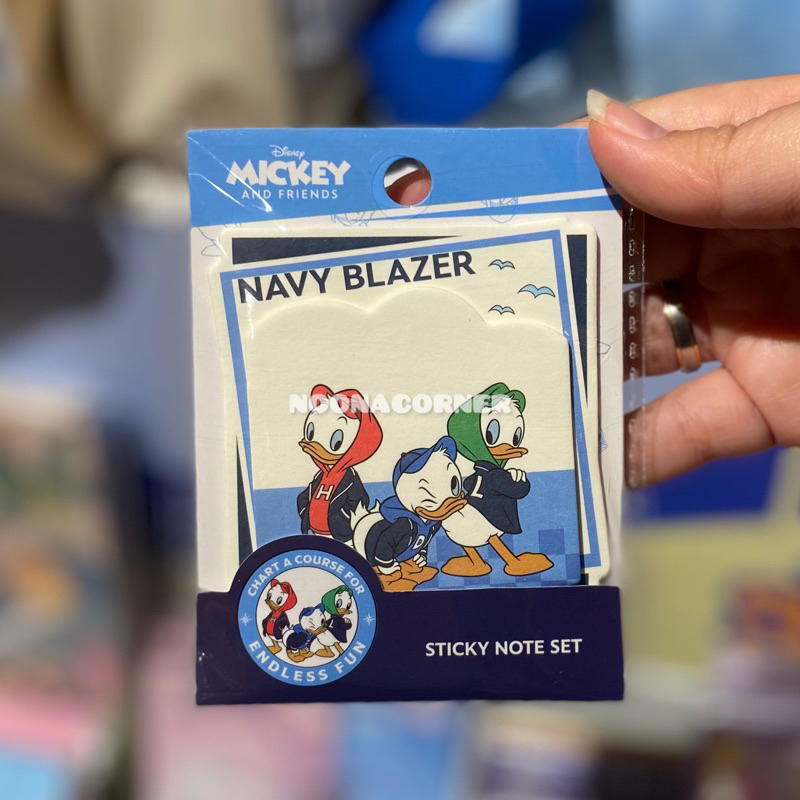 Disney
MICKEY
AND FRIENDS
NAVY BLAZER
NOONACORNER
H
D
L
CHART A COURSE FOR
ENDLESS FUN
STICKY NOTE SET